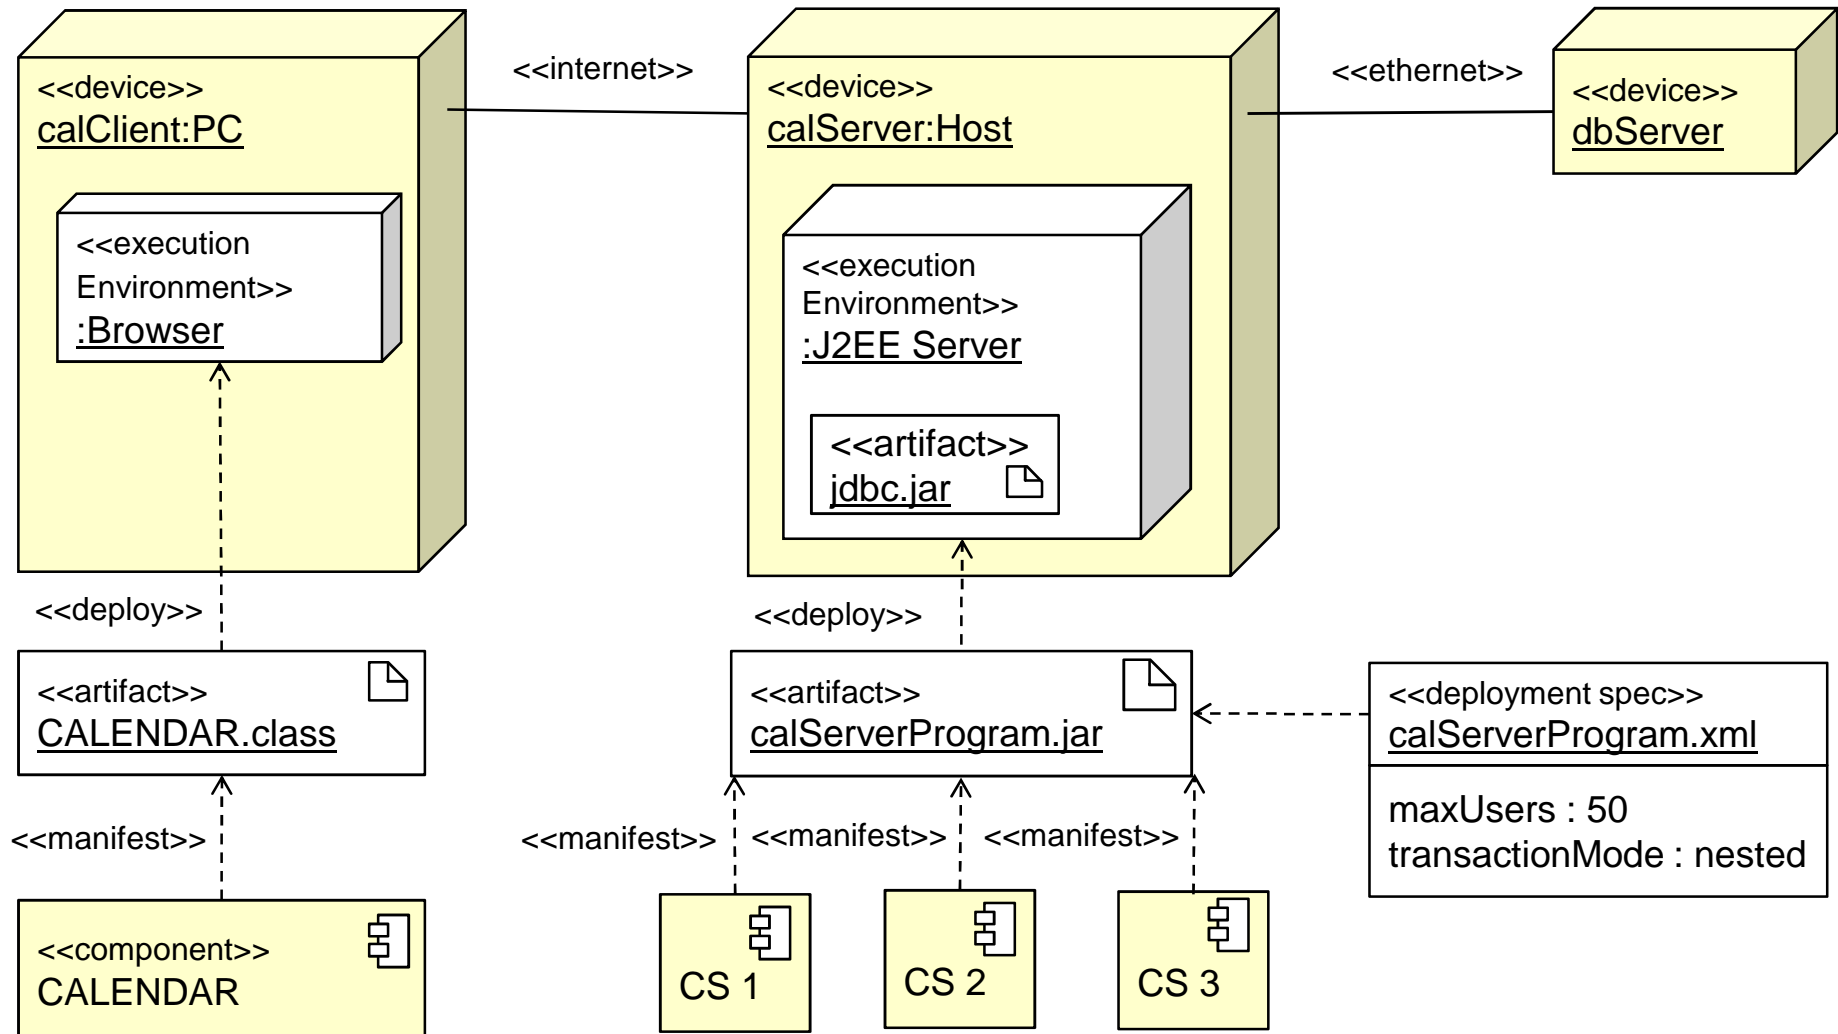 <<internet>>
<<ethernet>>
<<device>>
calClient:PC
<<execution
Environment>>
:Browser
<<device>>
calServer:Host
<<execution
Environment>>
:J2EE Server
<<artifact>>
jdbc.jar
<<device>>
dbServer
<<deploy>>
<<deploy>>
<<artifact>>
CALENDAR.class
<<artifact>>
calServerProgram.jar
<<deployment spec>>
calServerProgram.xml
maxUsers : 50
transactionMode : nested
<<manifest>>
<<manifest>>
<<manifest>>
<<manifest>>
<<component>>
CALENDAR
CS 1
CS 2
CS 3